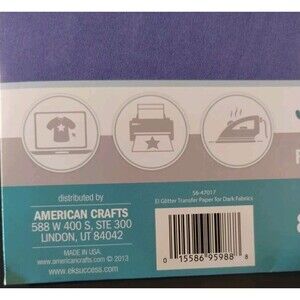 56-47017
El Glitter Transfer Paper for Dark Fabrics
distributed by
AMERICAN CRAFTS
588 W 400 S, STE 300
LINDON, UT 84042
MADE IN USA.
www.americancrafts.com © 2013
www.eksuccess.com
0 15586 95988 8